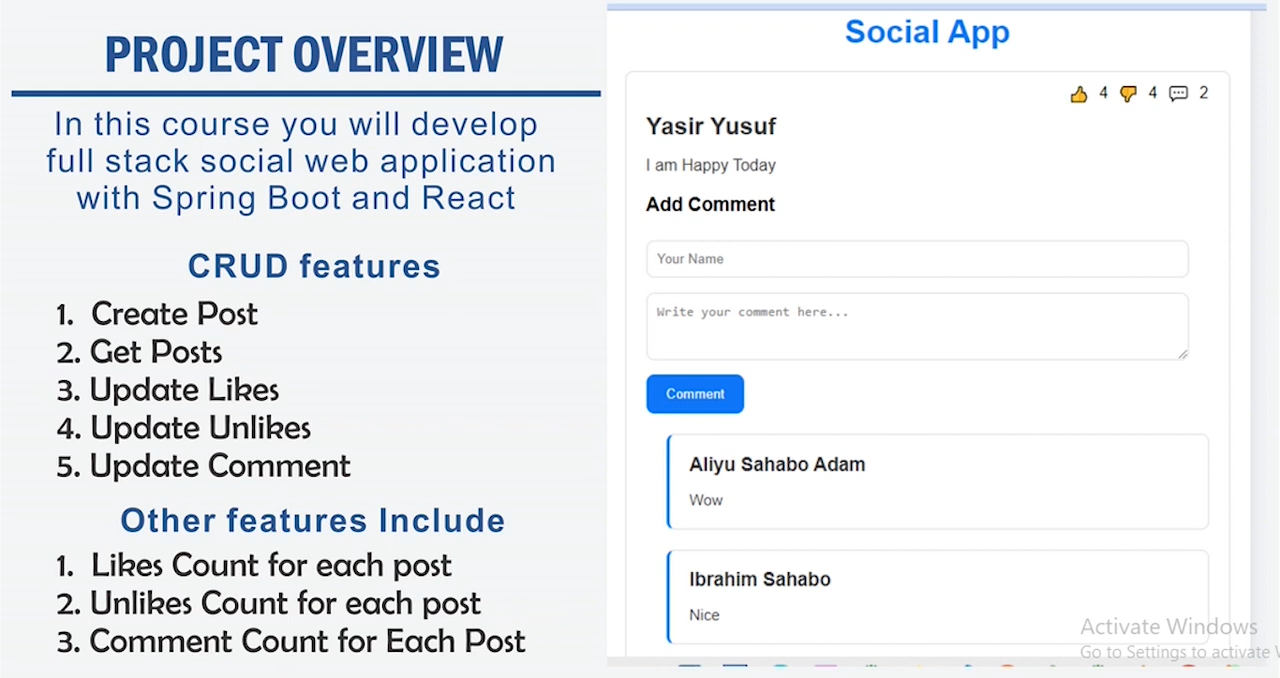 PROJECT OVERVIEW
In this course you will develop
full stack social web application
with Spring Boot and React
CRUD features
1. Create Post
2. Get Posts
3. Update Likes
4. Update Unlikes
5. Update Comment
Other features Include
1. Likes Count for each post
2. Unlikes Count for each post
3. Comment Count for Each Post
Social App
4 4 2
Yasir Yusuf
I am Happy Today
Add Comment
Your Name
Write your comment here...
Comment
Aliyu Sahabo Adam
Wow
Ibrahim Sahabo
Nice
Activate Windows
Go to Settings to activate W